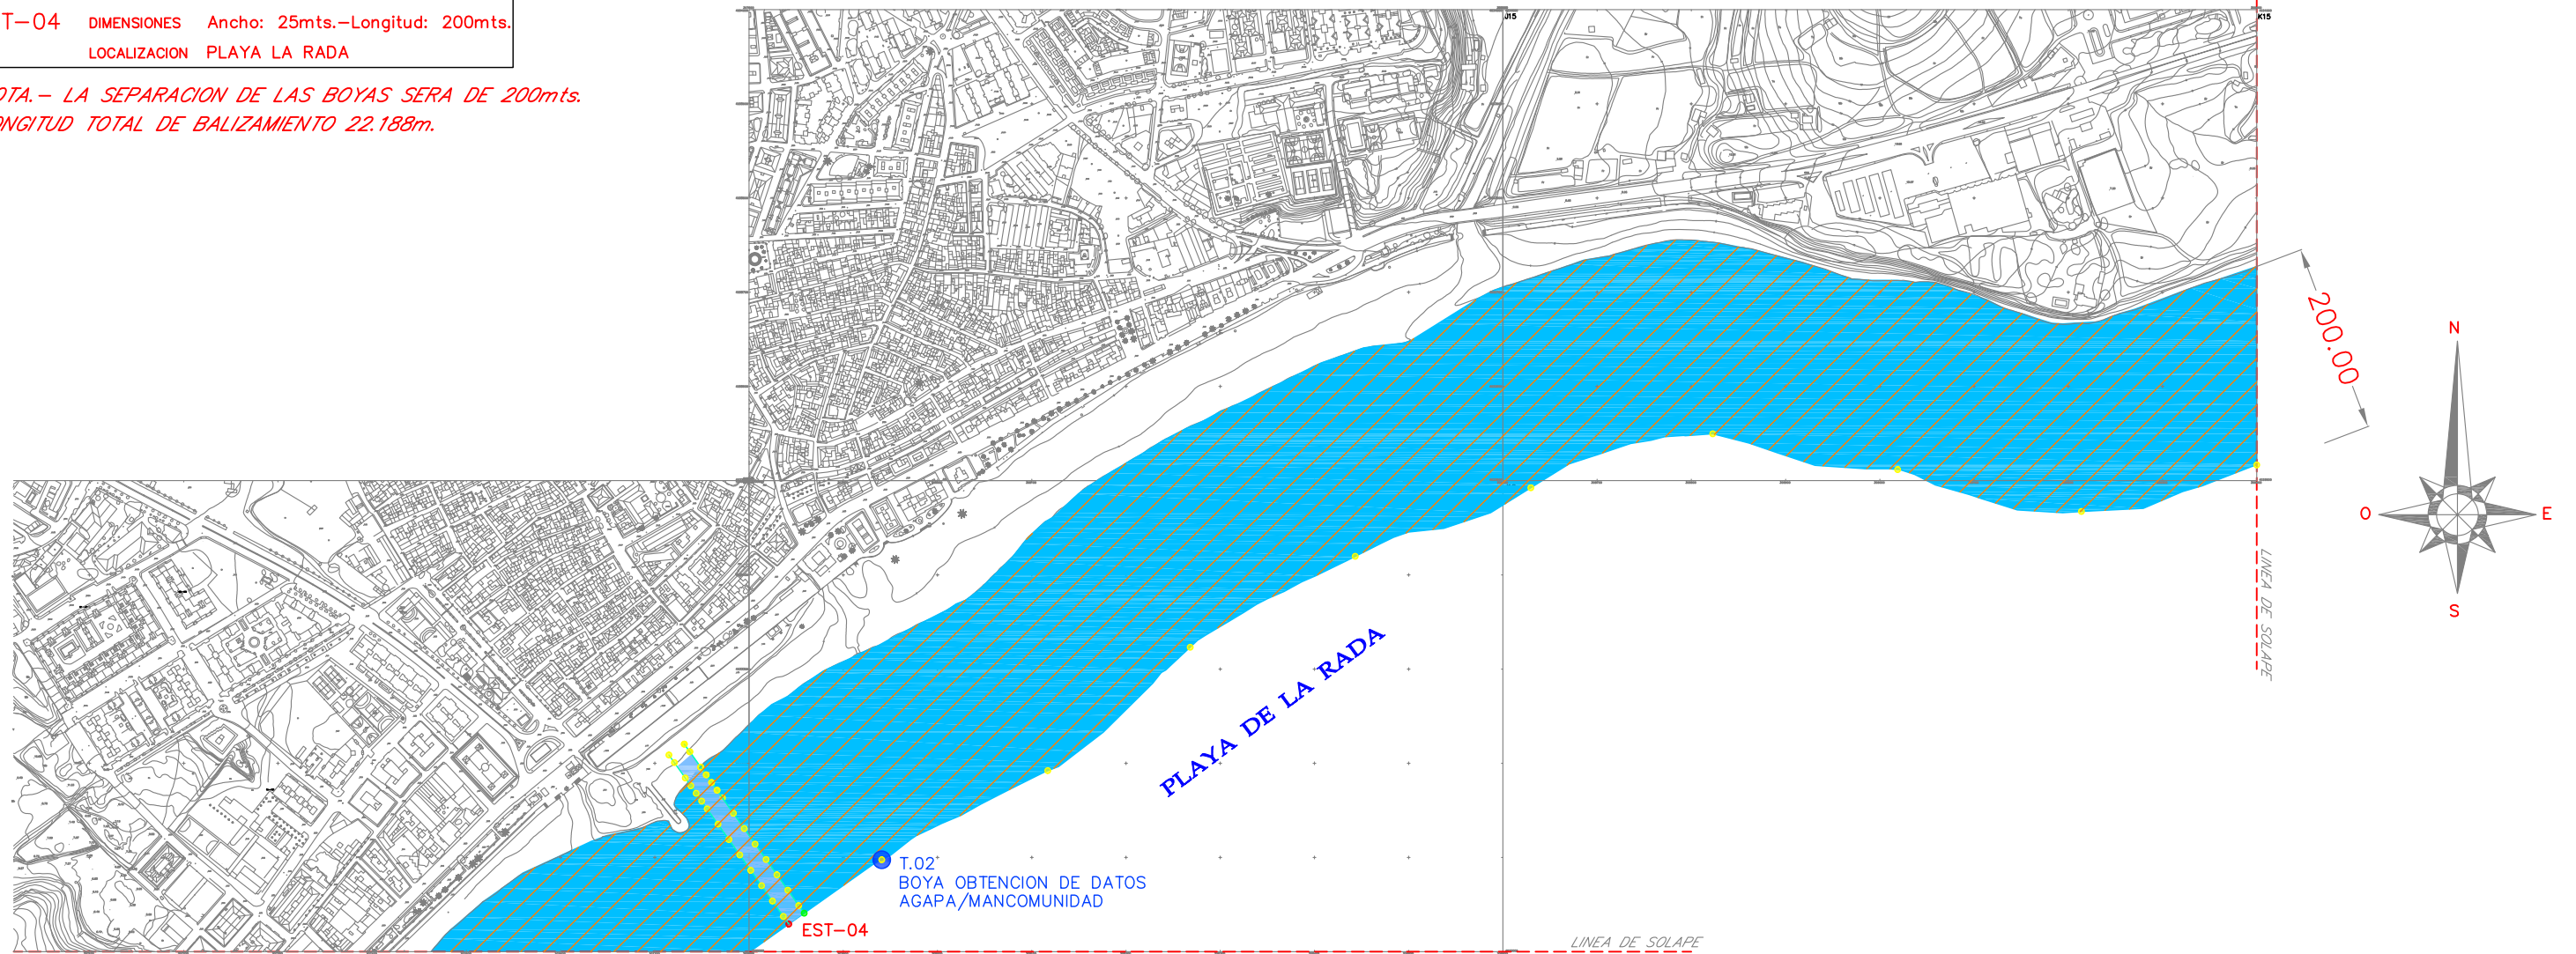 T-04 DIMENSIONES Ancho: 25mts.-Longitud: 200mts.
LOCALIZACION PLAYA LA RADA
OTA.- LA SEPARACION DE LAS BOYAS SERA DE 200mts.
ONGITUD TOTAL DE BALIZAMIENTO 22.188m.
J15
K15
200.00
N
O
E
S
LINEA DE SOLAPE
PLAYA DE LA RADA
T.02
BOYA OBTENCION DE DATOS
AGAPA/MANCOMUNIDAD
EST-04
LINEA DE SOLAPE